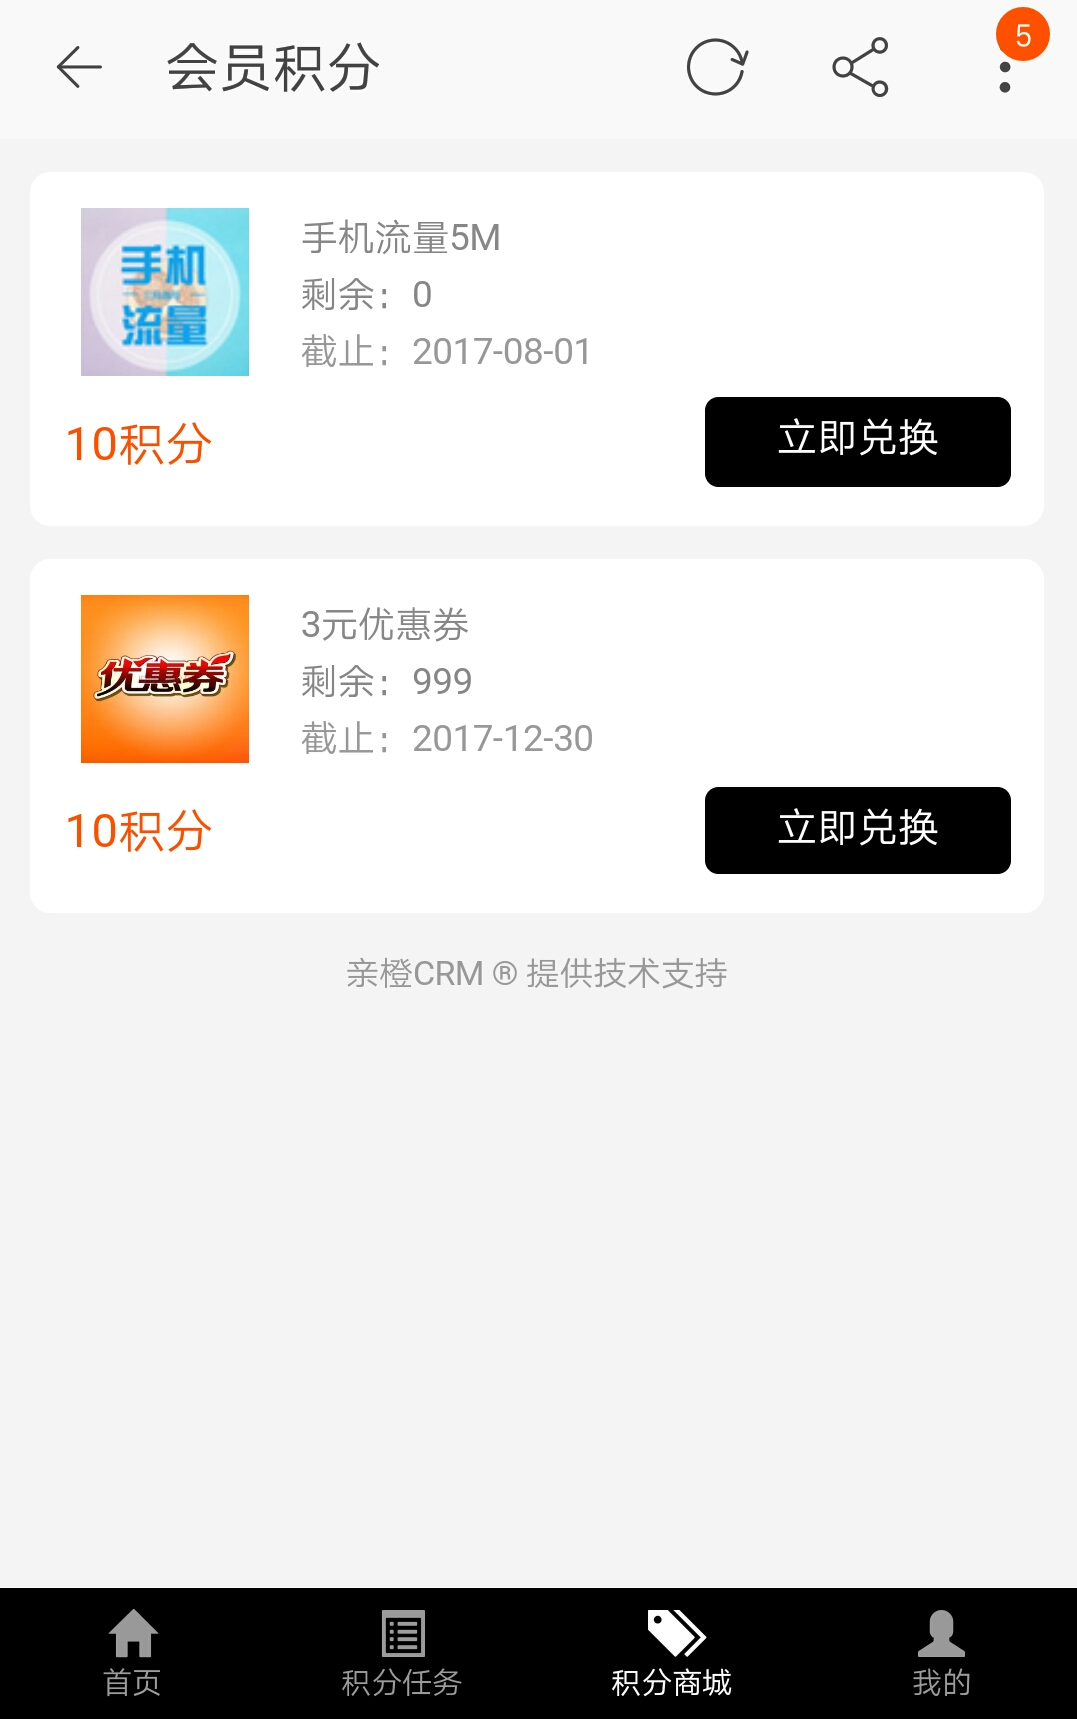 会员积分
5
手机
流量
手机流量5M
剩余：0
截止：2017-08-01
10积分
立即兑换
优惠券
3元优惠券
剩余：999
截止：2017-12-30
10积分
立即兑换
亲橙CRM ® 提供技术支持
首页
积分任务
积分商城
我的